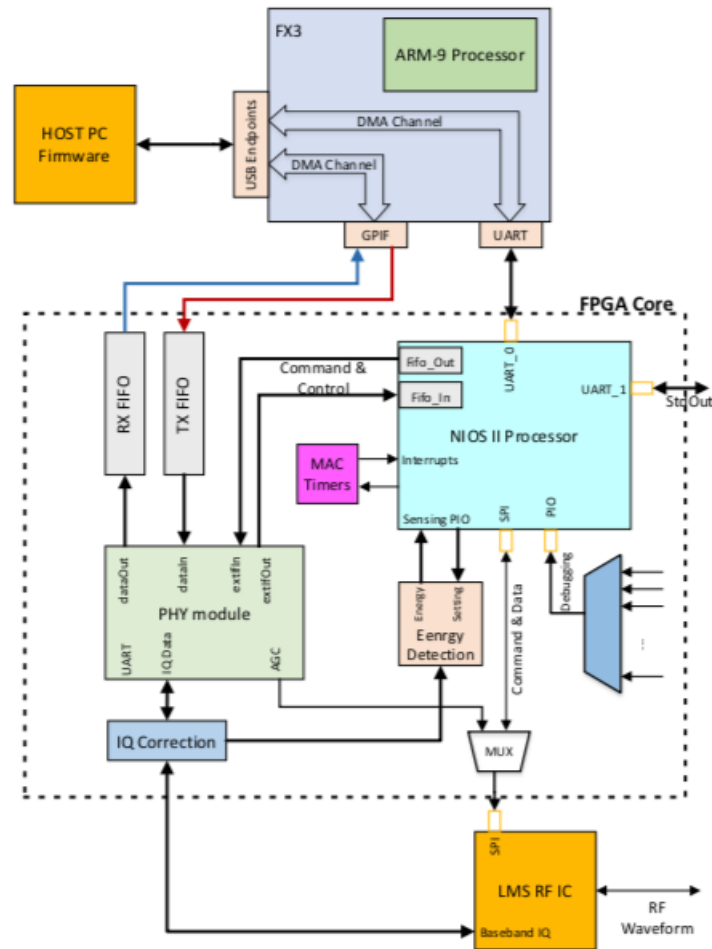 FX3
ARM-9 Processor
HOST PC
Firmware
USB Endpoints
DMA Channel
DMA Channel
GPIF
UART
FPGA Core
RX FIFO
TX FIFO
Command &
Control
Fifo_Out
Fifo_In
UART_0
UART_1
Std Out
NIOS II Processor
MAC
Timers
Interrupts
Sensing PIO
SPI
PIO
dataOut
dataIn
extifIn
extifOut
PHY module
UART
IQ Data
AGC
Energy
Setting
Eenrgy
Detection
Command & Data
Debugging
...
IQ Correction
MUX
SPI
LMS RF IC
Baseband IQ
RF
Waveform